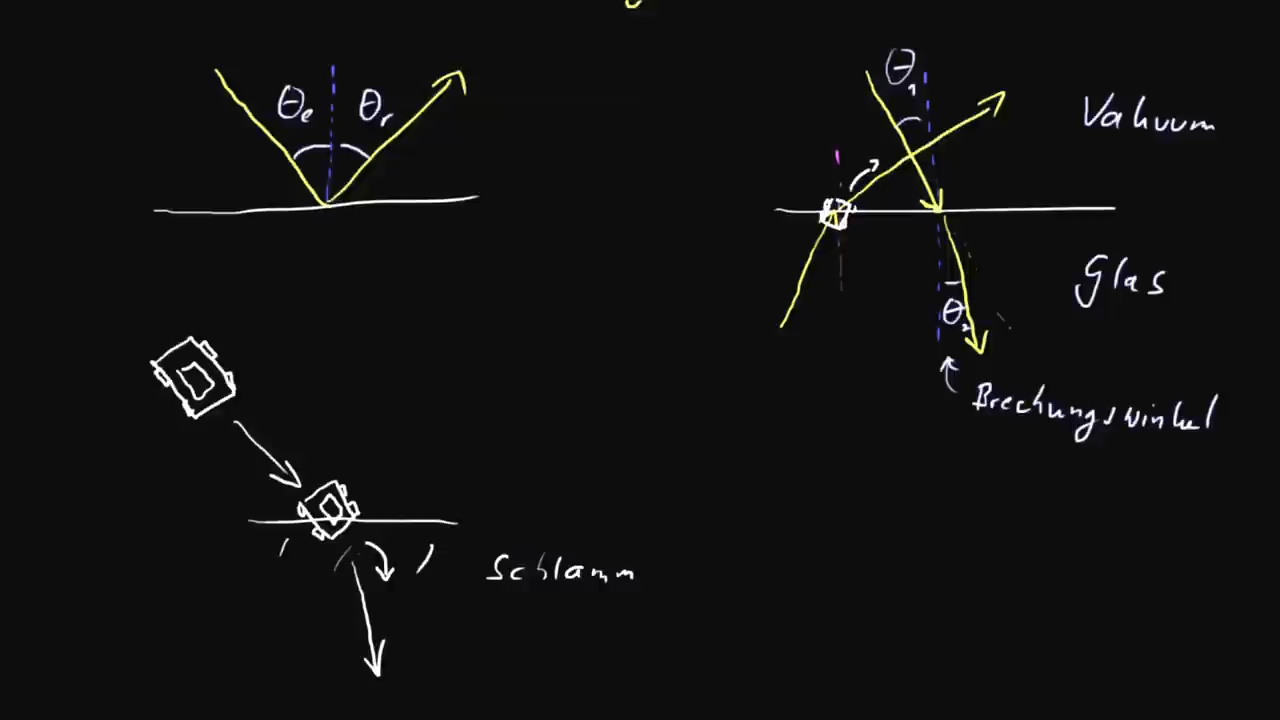 θe θr
θ1
Vakuum
Glas
θ2
Brechungswinkel
Schlamm